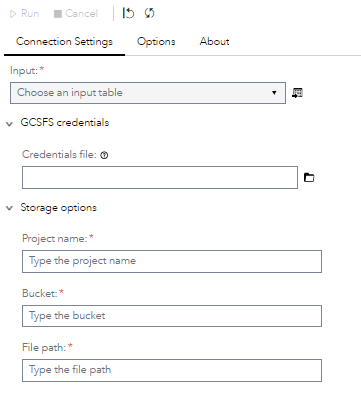 Run Cancel
Connection Settings Options About
Input: *
Choose an input table
GCSFS credentials
Credentials file:
Storage options
Project name: *
Type the project name
Bucket: *
Type the bucket
File path: *
Type the file path